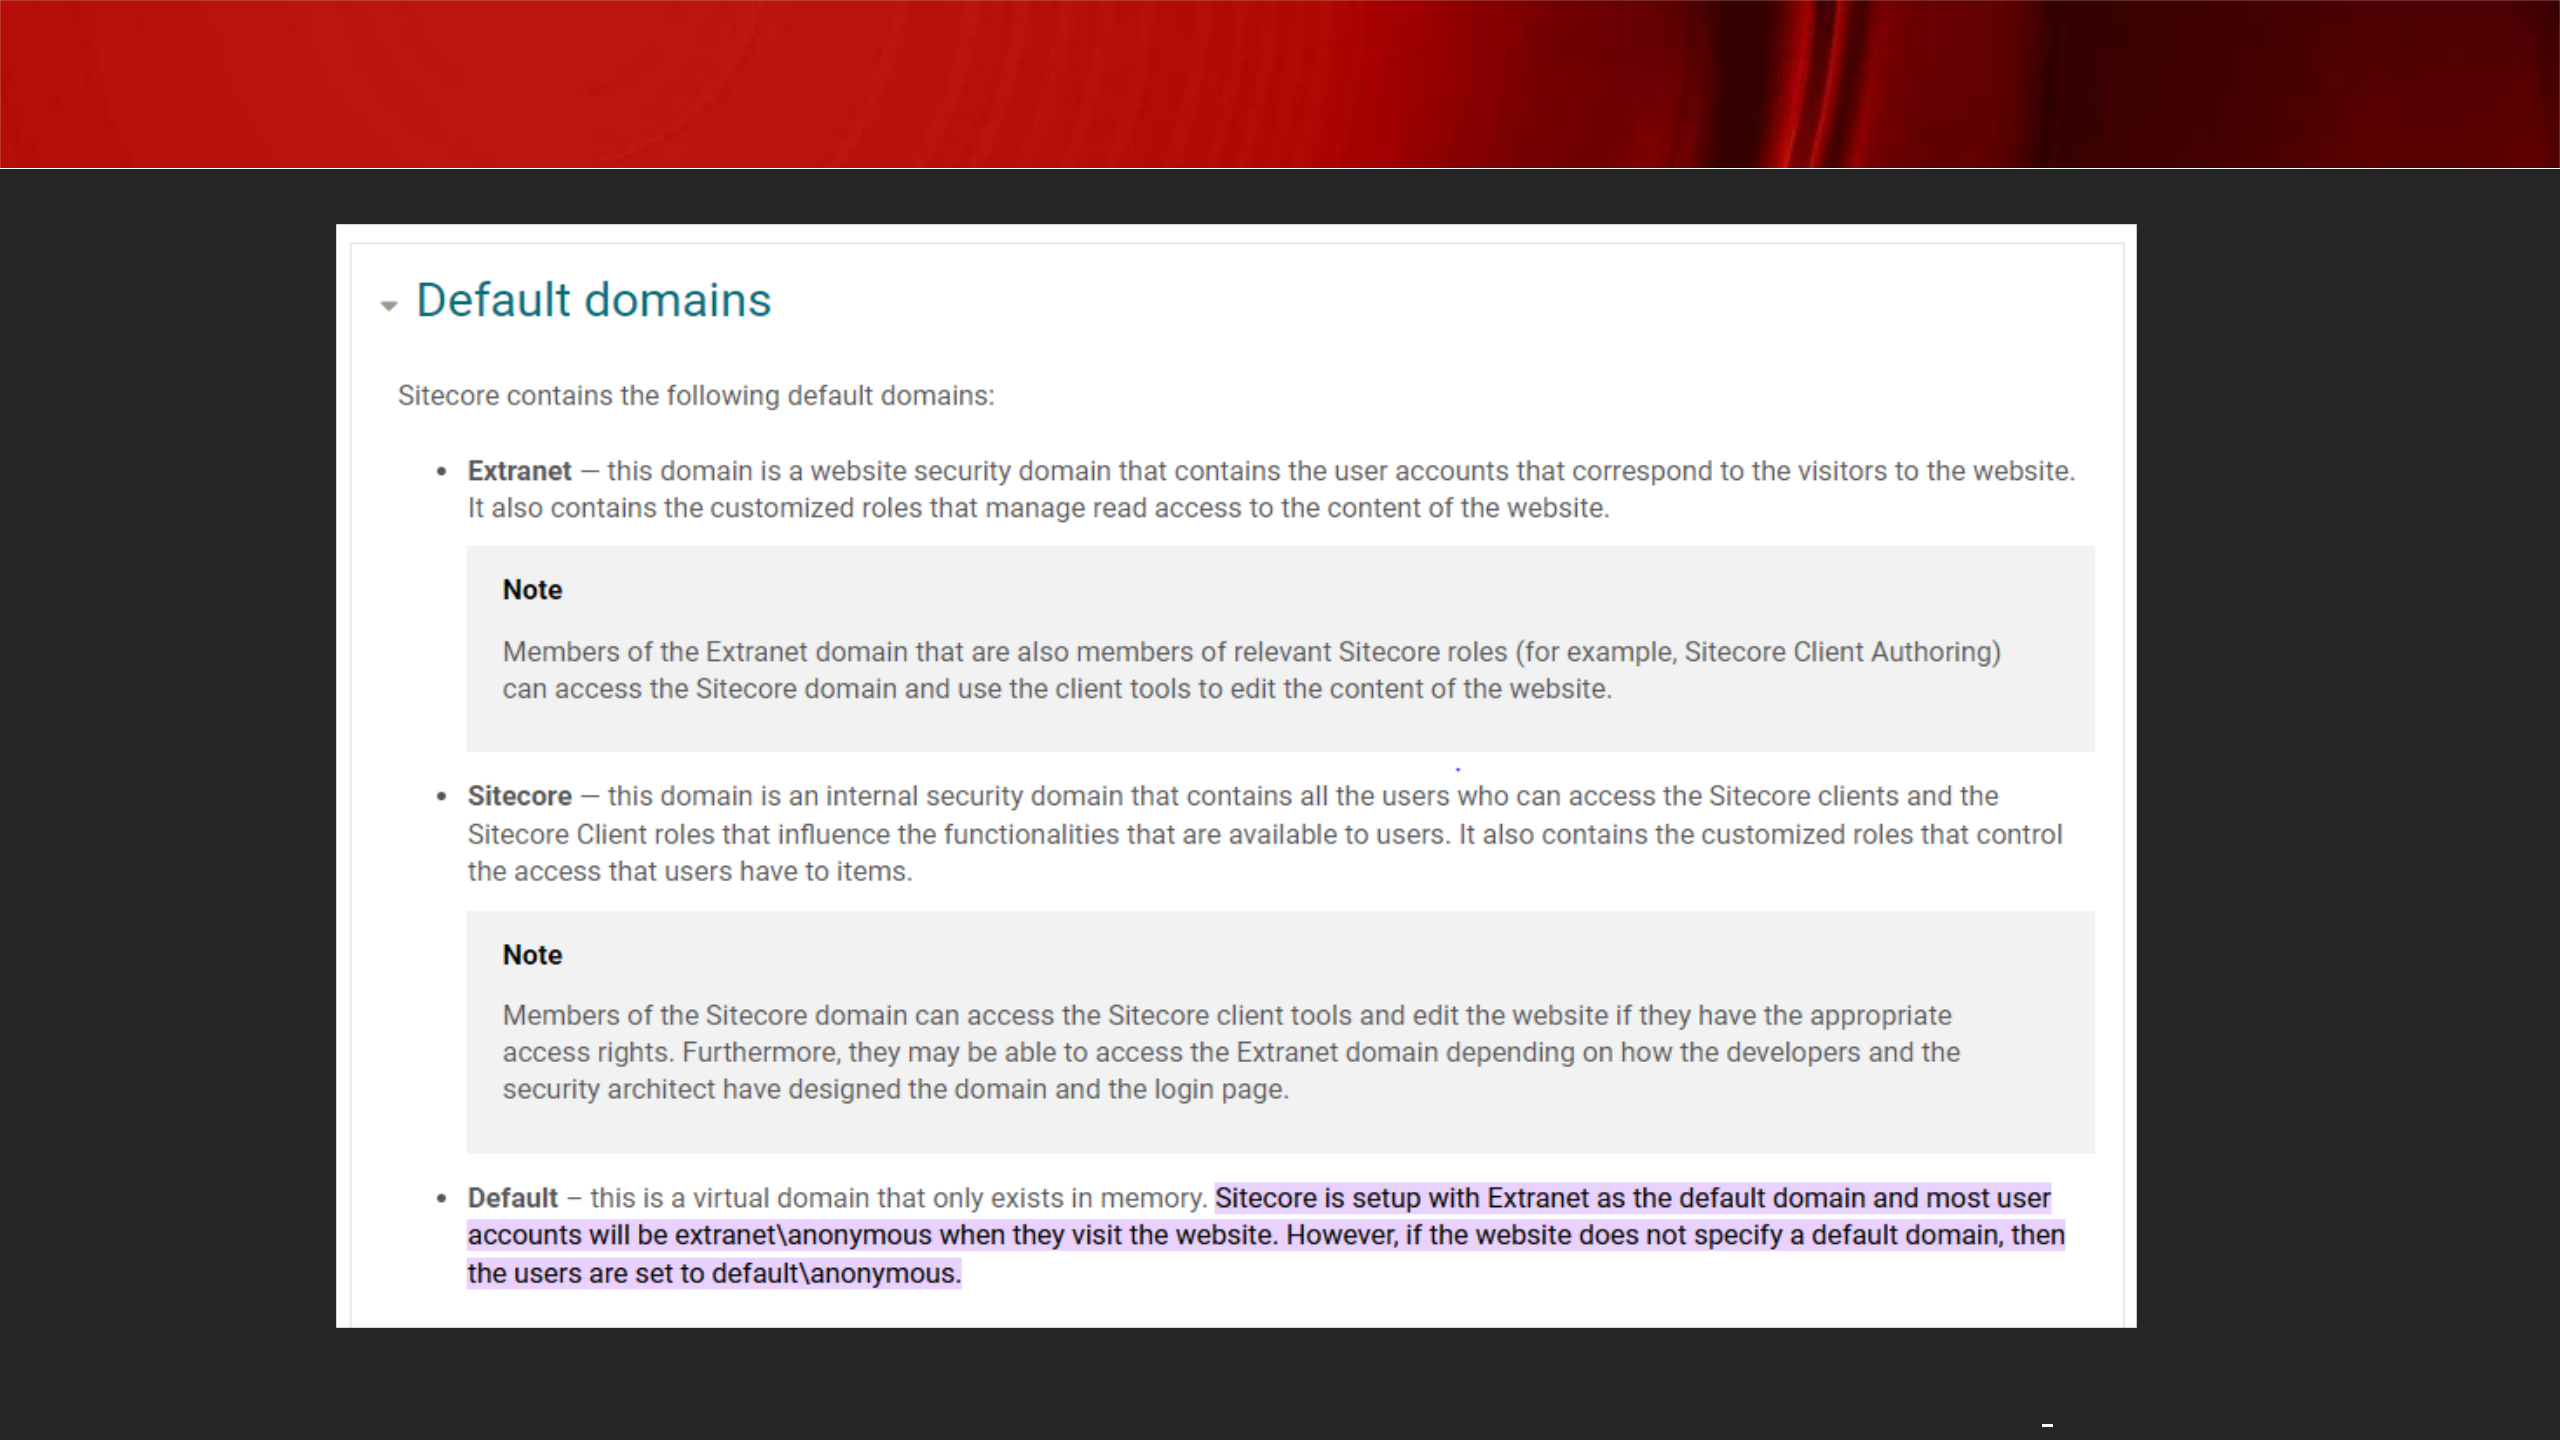 Default domains
Sitecore contains the following default domains:
• Extranet — this domain is a website security domain that contains the user accounts that correspond to the visitors to the website.
It also contains the customized roles that manage read access to the content of the website.
Note
Members of the Extranet domain that are also members of relevant Sitecore roles (for example, Sitecore Client Authoring)
can access the Sitecore domain and use the client tools to edit the content of the website.
• Sitecore — this domain is an internal security domain that contains all the users who can access the Sitecore clients and the
Sitecore Client roles that influence the functionalities that are available to users. It also contains the customized roles that control
the access that users have to items.
Note
Members of the Sitecore domain can access the Sitecore client tools and edit the website if they have the appropriate
access rights. Furthermore, they may be able to access the Extranet domain depending on how the developers and the
security architect have designed the domain and the login page.
• Default – this is a virtual domain that only exists in memory. Sitecore is setup with Extranet as the default domain and most user
accounts will be extranet\anonymous when they visit the website. However, if the website does not specify a default domain, then
the users are set to default\anonymous.